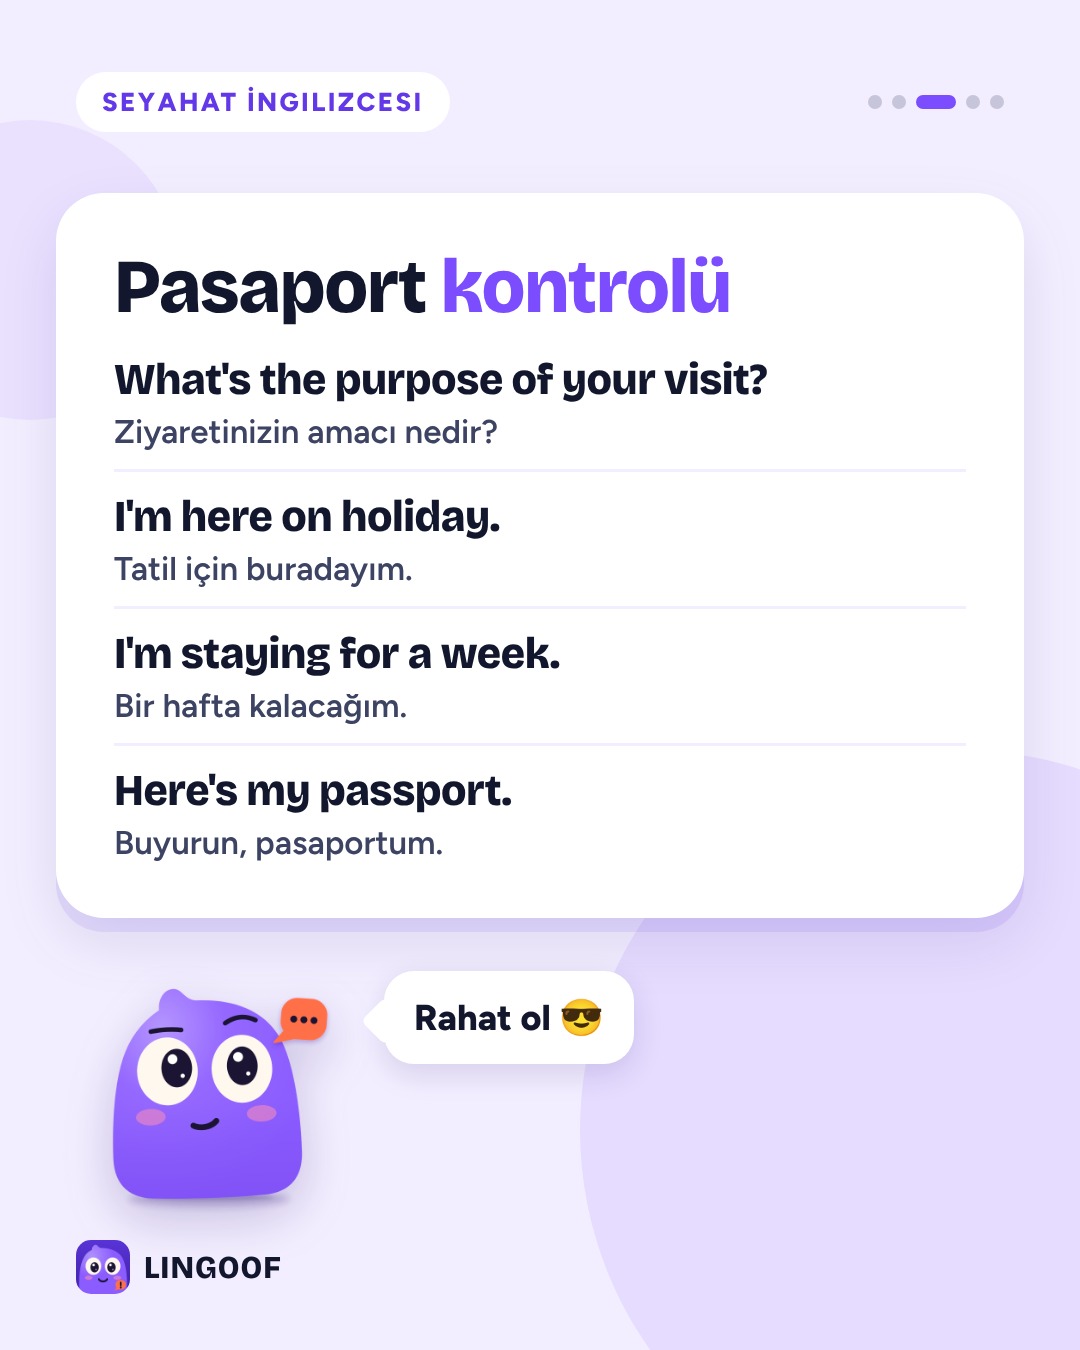 SEYAHAT İNGILIZCESI
Pasaport kontrolü
What's the purpose of your visit?
Ziyaretinizin amacı nedir?
I'm here on holiday.
Tatil için buradayım.
I'm staying for a week.
Bir hafta kalacağım.
Here's my passport.
Buyurun, pasaportum.
Rahat ol 😎
LINGOOF